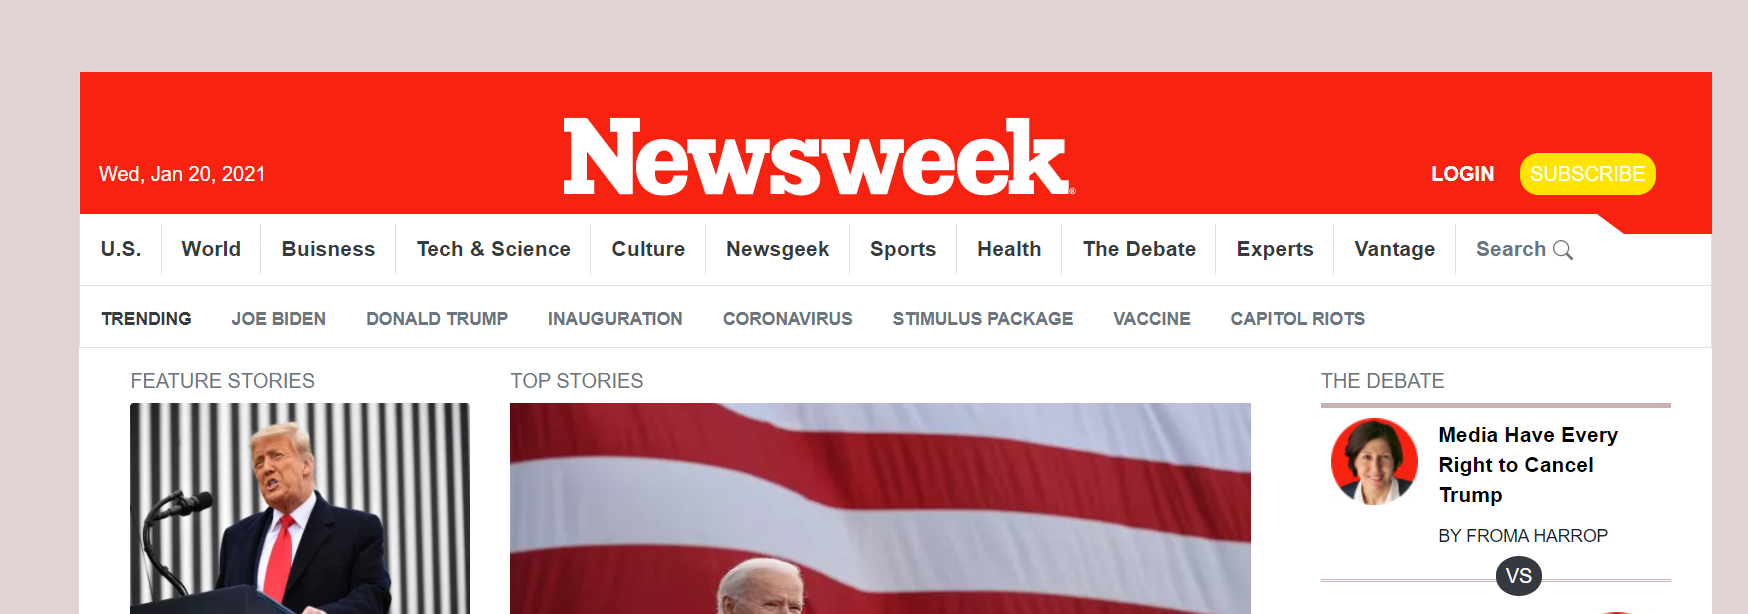 Newsweek
Wed, Jan 20, 2021
LOGIN SUBSCRIBE
U.S. World Buisness Tech & Science Culture Newsgeek Sports Health The Debate Experts Vantage Search
TRENDING JOE BIDEN DONALD TRUMP INAUGURATION CORONAVIRUS STIMULUS PACKAGE VACCINE CAPITOL RIOTS
FEATURE STORIES
TOP STORIES
THE DEBATE
Media Have Every
Right to Cancel
Trump
BY FROMA HARROP
VS